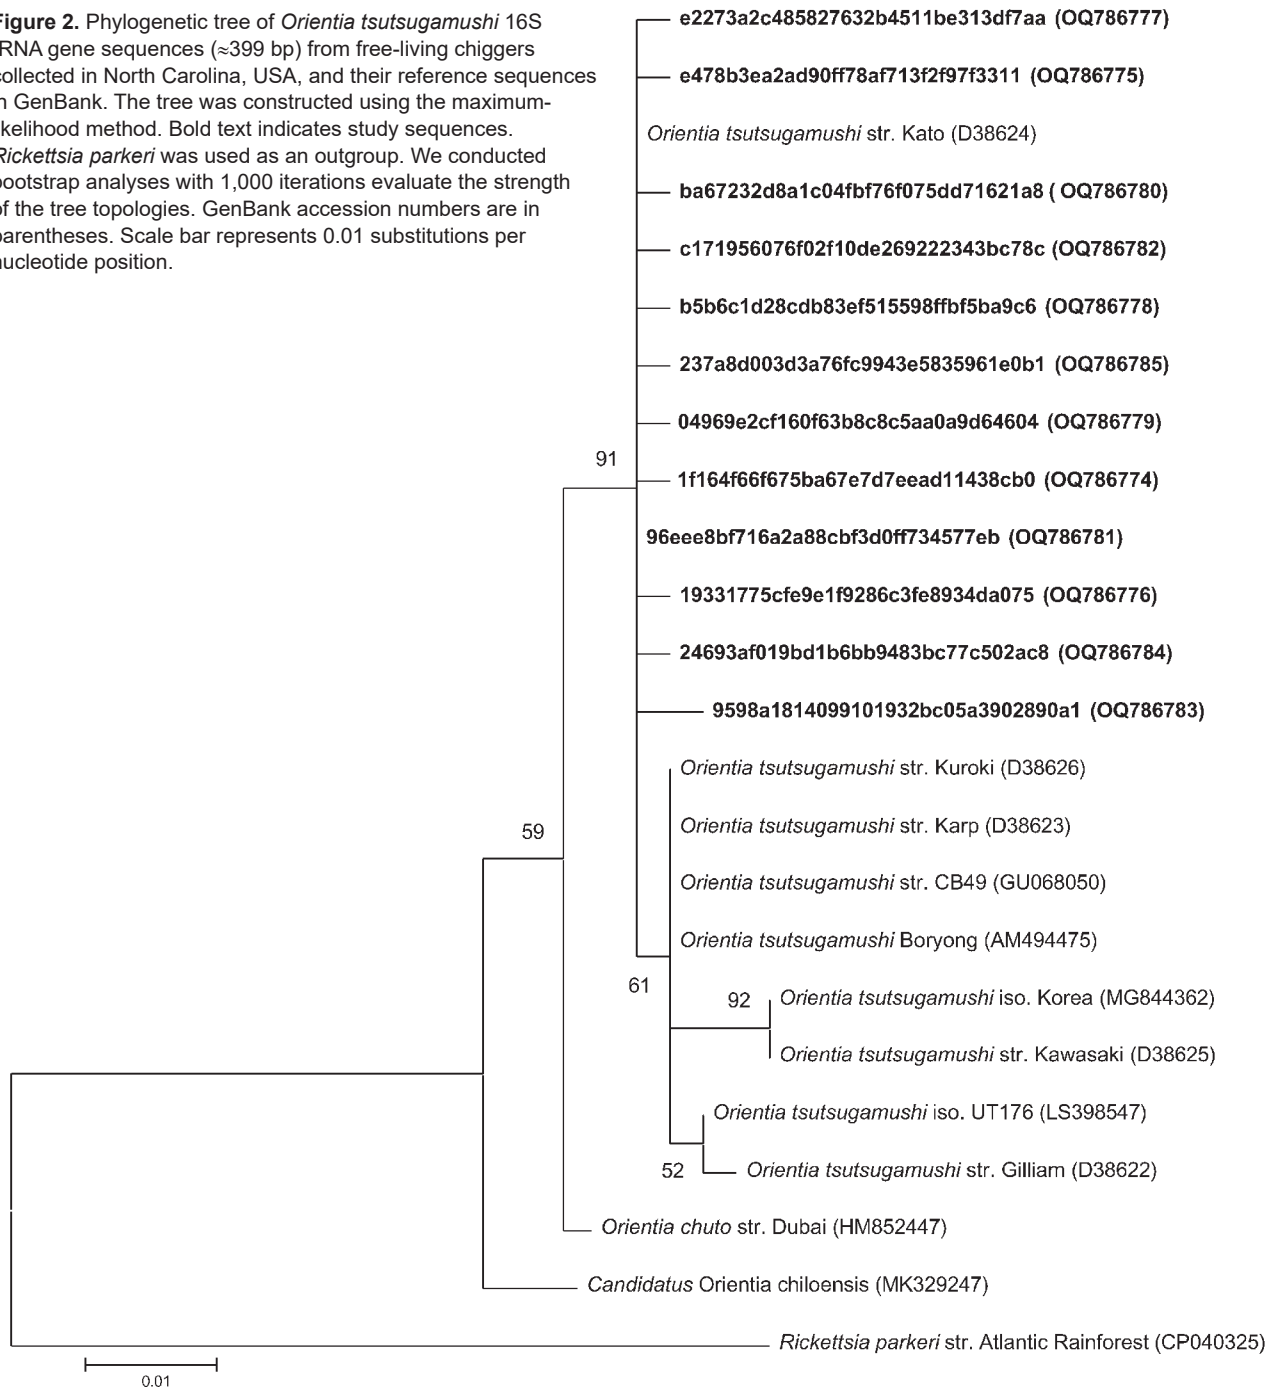 Figure 2. Phylogenetic tree of Orientia tsutsugamushi 16S
rRNA gene sequences (≈399 bp) from free-living chiggers
collected in North Carolina, USA, and their reference sequences
in GenBank. The tree was constructed using the maximum-
likelihood method. Bold text indicates study sequences.
Rickettsia parkeri was used as an outgroup. We conducted
bootstrap analyses with 1,000 iterations evaluate the strength
of the tree topologies. GenBank accession numbers are in
parentheses. Scale bar represents 0.01 substitutions per
nucleotide position.
e2273a2c485827632b4511be313df7aa (OQ786777)
e478b3ea2ad90ff78af713f2f97f3311 (OQ786775)
Orientia tsutsugamushi str. Kato (D38624)
ba67232d8a1c04fbf76f075dd71621a8 ( OQ786780)
c171956076f02f10de269222343bc78c (OQ786782)
b5b6c1d28cdb83ef515598ffbf5ba9c6 (OQ786778)
237a8d003d3a76fc9943e5835961e0b1 (OQ786785)
04969e2cf160f63b8c8c5aa0a9d64604 (OQ786779)
91
1f164f66f675ba67e7d7eead11438cb0 (OQ786774)
96eee8bf716a2a88cbf3d0ff734577eb (OQ786781)
19331775cfe9e1f9286c3fe8934da075 (OQ786776)
24693af019bd1b6bb9483bc77c502ac8 (OQ786784)
9598a1814099101932bc05a3902890a1 (OQ786783)
Orientia tsutsugamushi str. Kuroki (D38626)
Orientia tsutsugamushi str. Karp (D38623)
59
Orientia tsutsugamushi str. CB49 (GU068050)
Orientia tsutsugamushi Boryong (AM494475)
61
92
Orientia tsutsugamushi iso. Korea (MG844362)
Orientia tsutsugamushi str. Kawasaki (D38625)
Orientia tsutsugamushi iso. UT176 (LS398547)
52
Orientia tsutsugamushi str. Gilliam (D38622)
Orientia chuto str. Dubai (HM852447)
Candidatus Orientia chiloensis (MK329247)
Rickettsia parkeri str. Atlantic Rainforest (CP040325)
0.01